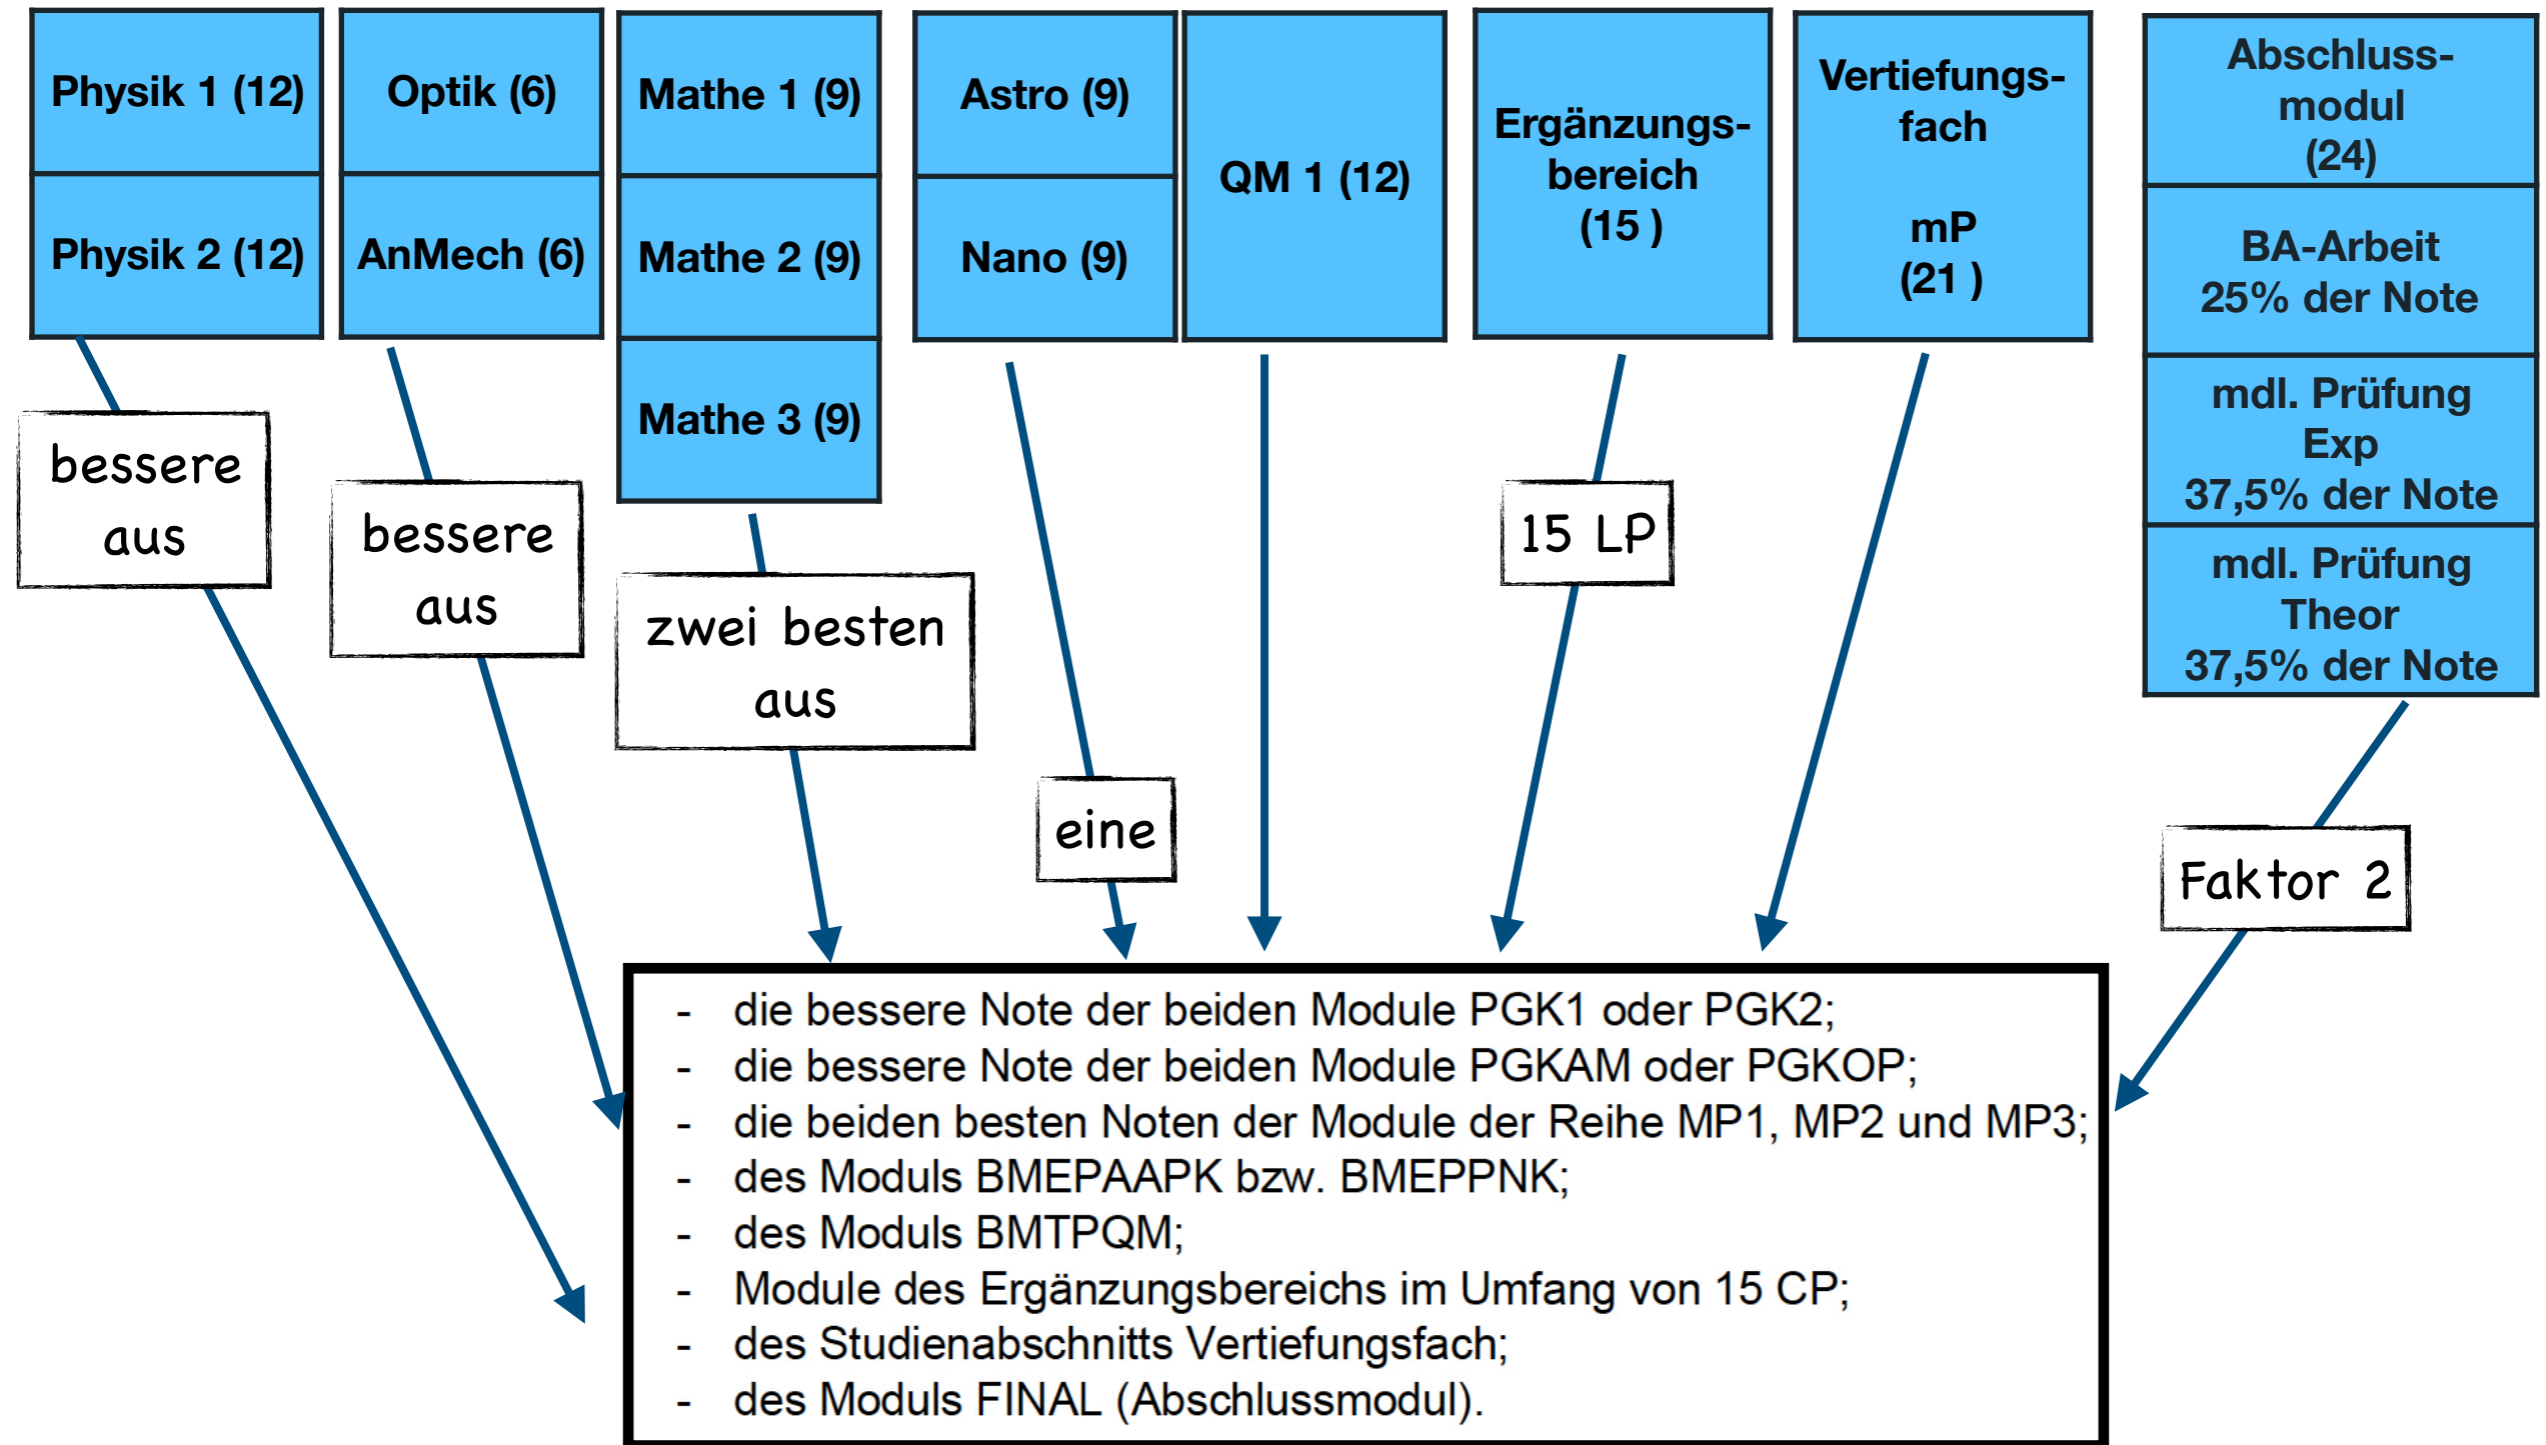 Physik 1 (12)
Physik 2 (12)
Optik (6)
AnMech (6)
Mathe 1 (9)
Mathe 2 (9)
Mathe 3 (9)
Astro (9)
Nano (9)
QM 1 (12)
Ergänzungs-
bereich
(15 )
Vertiefungs-
fach
mP
(21 )
Abschluss-
modul
(24)
BA-Arbeit
25% der Note
mdl. Prüfung
Exp
37,5% der Note
mdl. Prüfung
Theor
37,5% der Note
bessere
aus
bessere
aus
zwei besten
aus
eine
15 LP
Faktor 2
- die bessere Note der beiden Module PGK1 oder PGK2;
- die bessere Note der beiden Module PGKAM oder PGKOP;
- die beiden besten Noten der Module der Reihe MP1, MP2 und MP3;
- des Moduls BMEPAAPK bzw. BMEPPNK;
- des Moduls BMTPQM;
- Module des Ergänzungsbereichs im Umfang von 15 CP;
- des Studienabschnitts Vertiefungsfach;
- des Moduls FINAL (Abschlussmodul).